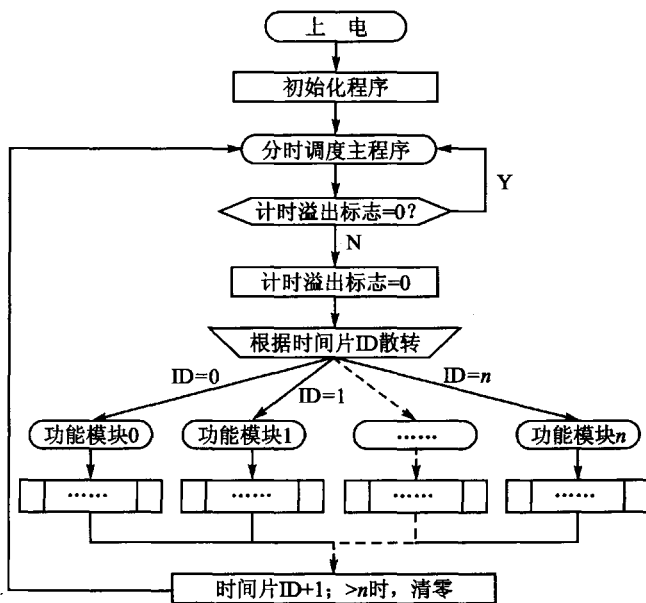 上 电
初始化程序
分时调度主程序
计时溢出标志=0?
Y
N
计时溢出标志=0
根据时间片ID散转
ID=0
ID=1
ID=n
功能模块0
功能模块1
……
功能模块n
……
……
……
……
时间片ID+1；>n时，清零